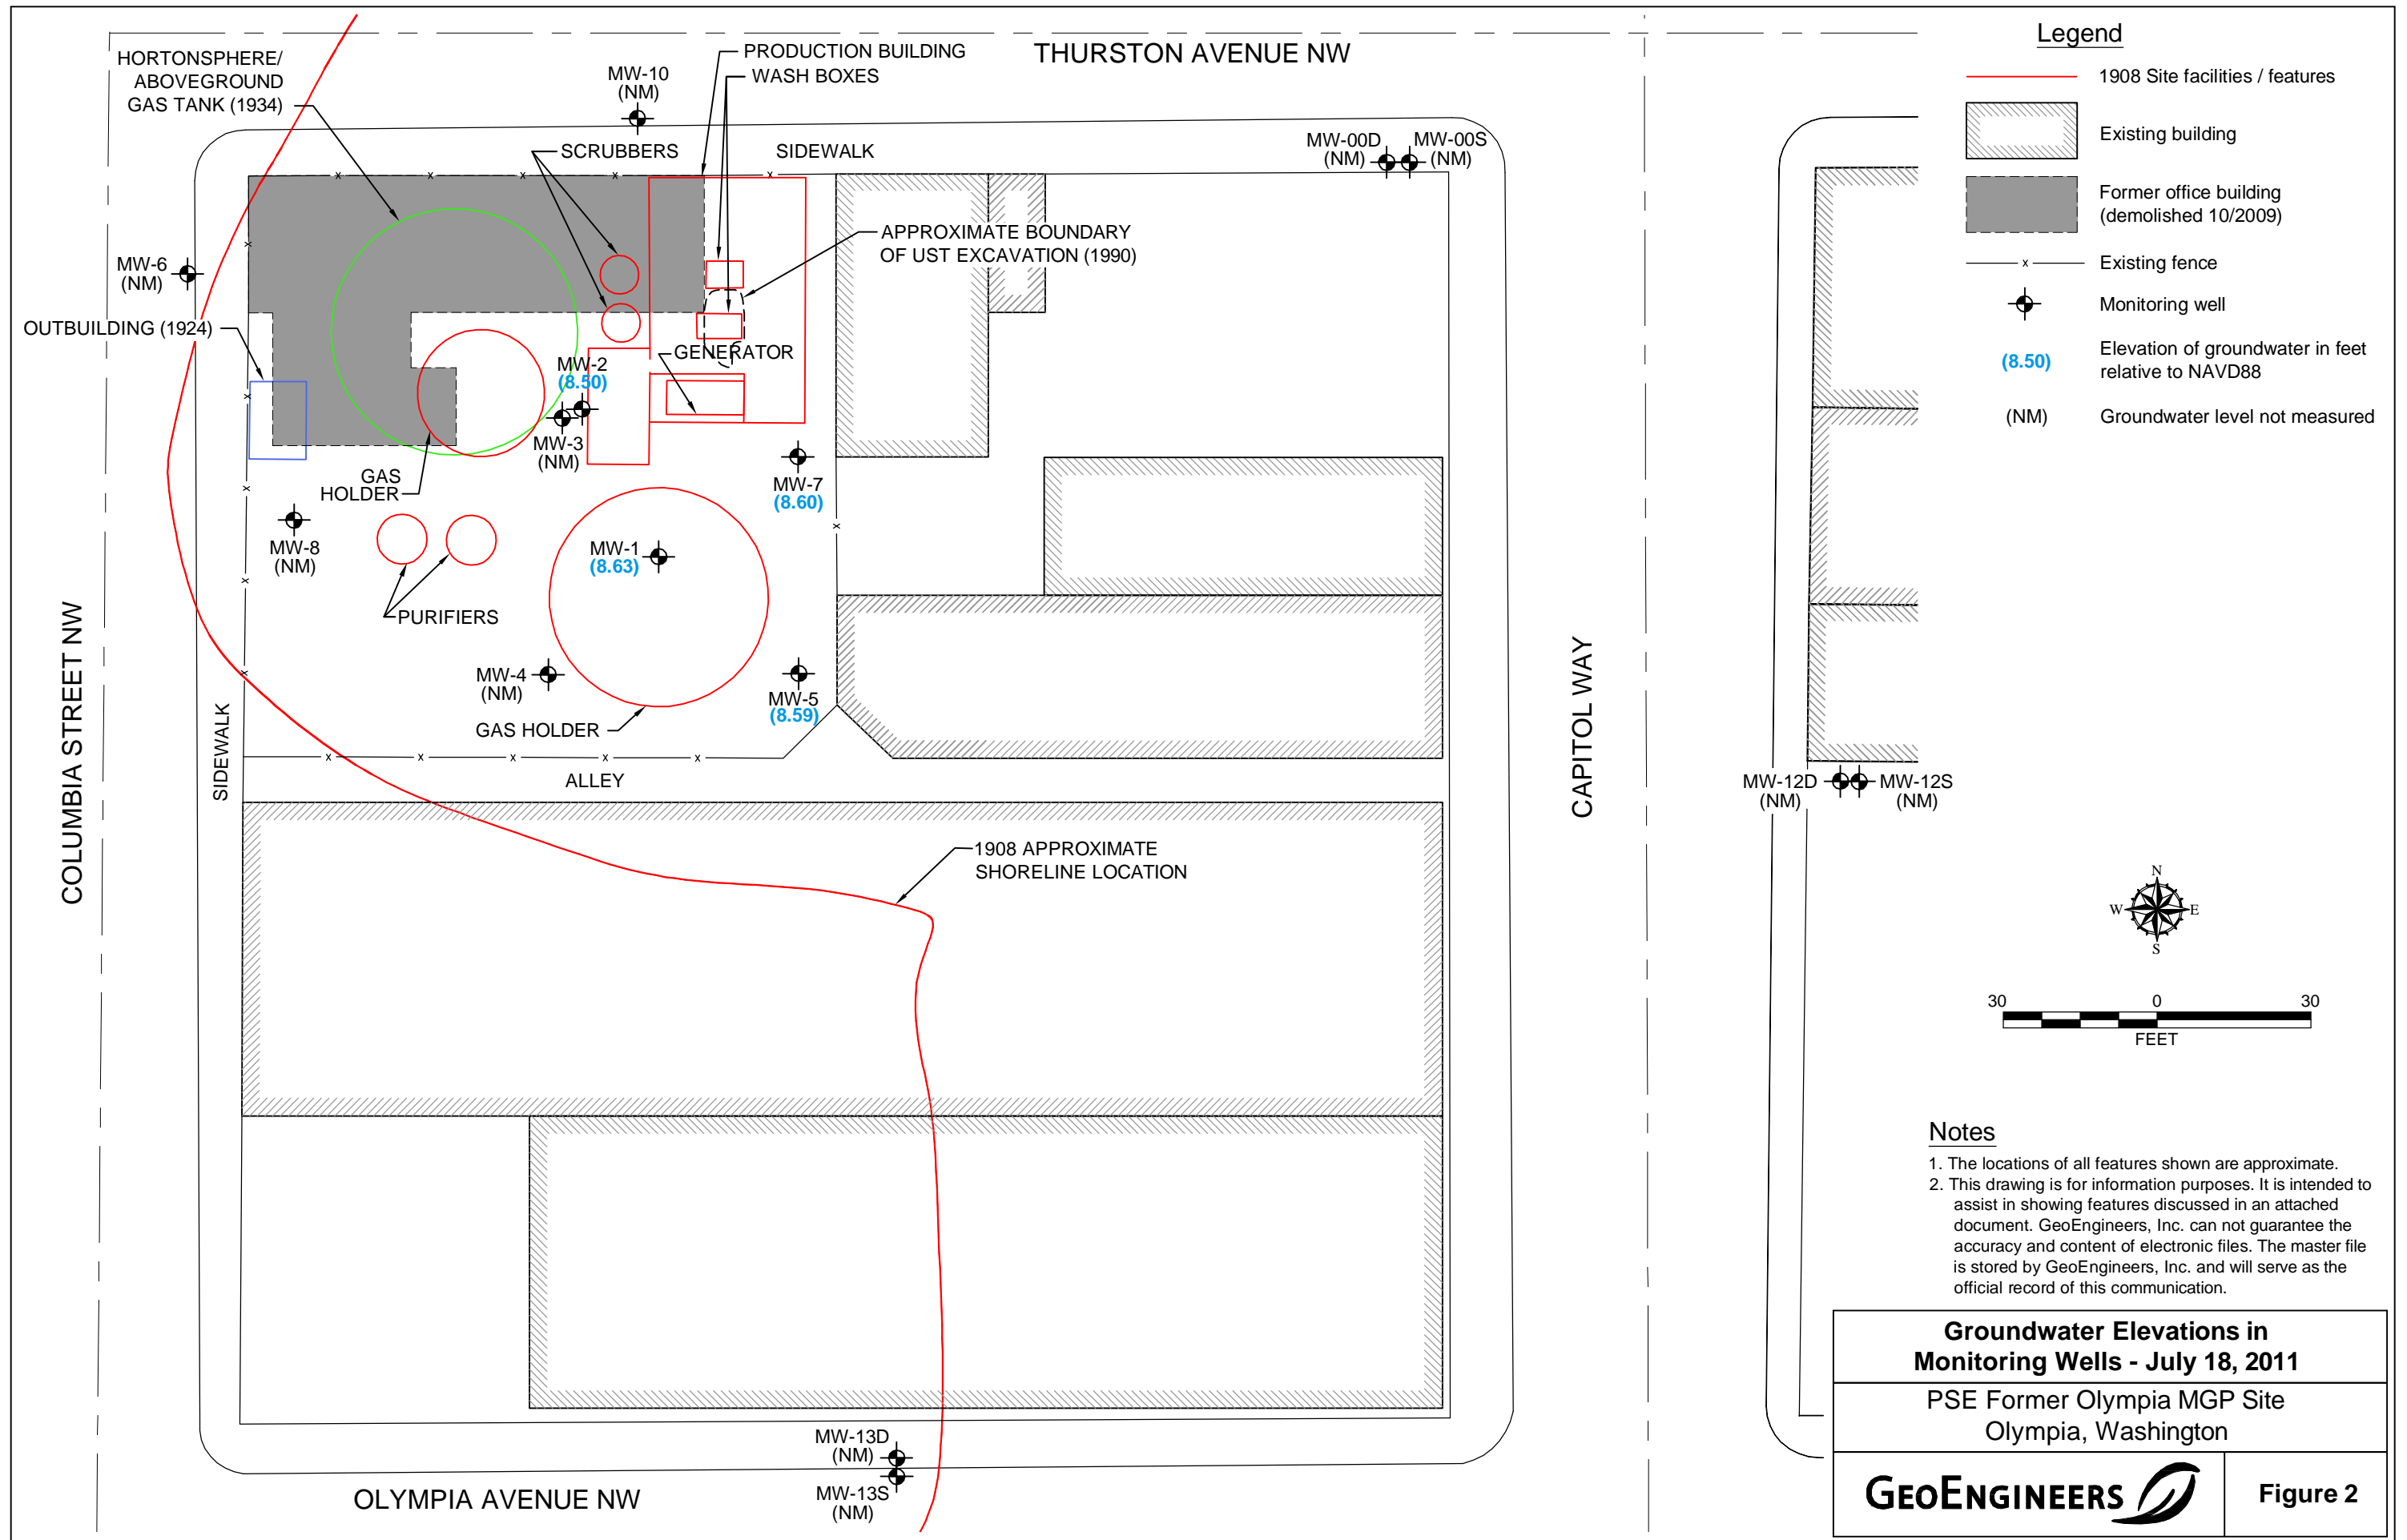 THURSTON AVENUE NW
HORTONSPHERE/
ABOVEGROUND
GAS TANK (1934)
MW-10
(NM)
PRODUCTION BUILDING
WASH BOXES
SCRUBBERS
SIDEWALK
MW-00D
(NM)
MW-00S
(NM)
APPROXIMATE BOUNDARY
OF UST EXCAVATION (1990)
MW-6
(NM)
OUTBUILDING (1924)
GENERATOR
MW-2
(8.50)
MW-3
(NM)
GAS
HOLDER
MW-7
(8.60)
MW-8
(NM)
MW-1
(8.63)
PURIFIERS
MW-4
(NM)
MW-5
(8.59)
GAS HOLDER
SIDEWALK
ALLEY
COLUMBIA STREET NW
CAPITOL WAY
MW-12D
(NM)
MW-12S
(NM)
1908 APPROXIMATE
SHORELINE LOCATION
MW-13D
(NM)
MW-13S
(NM)
OLYMPIA AVENUE NW
Legend
1908 Site facilities / features
Existing building
Former office building
(demolished 10/2009)
x
Existing fence
Monitoring well
(8.50)
Elevation of groundwater in feet
relative to NAVD88
(NM)
Groundwater level not measured
N
W E
S
30 0 30
FEET
Notes
1. The locations of all features shown are approximate.
2. This drawing is for information purposes. It is intended to
assist in showing features discussed in an attached
document. GeoEngineers, Inc. can not guarantee the
accuracy and content of electronic files. The master file
is stored by GeoEngineers, Inc. and will serve as the
official record of this communication.
Groundwater Elevations in
Monitoring Wells - July 18, 2011
PSE Former Olympia MGP Site
Olympia, Washington
GEOENGINEERS
Figure 2